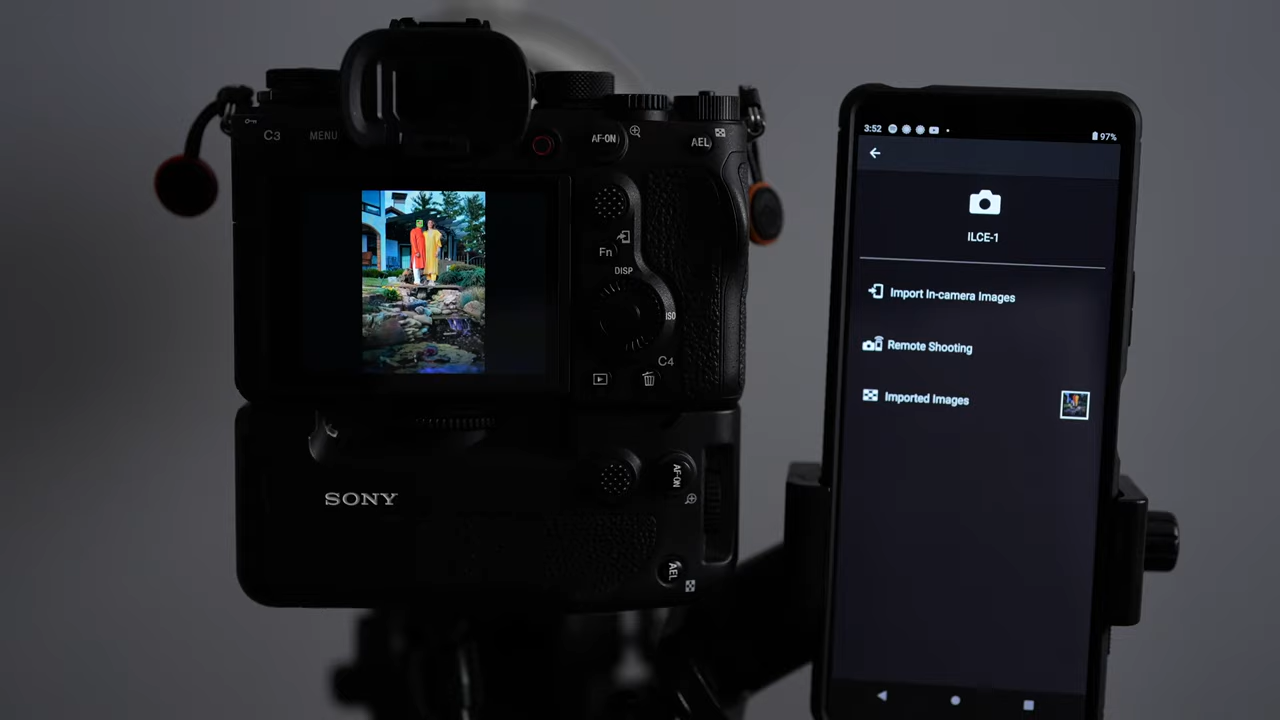 C3 MENU
AF-ON
AEL
Fn
DISP
ISO
C4
SONY
AF-ON
AEL
3:52
97%
ILCE-1
Import In-camera Images
Remote Shooting
Imported Images